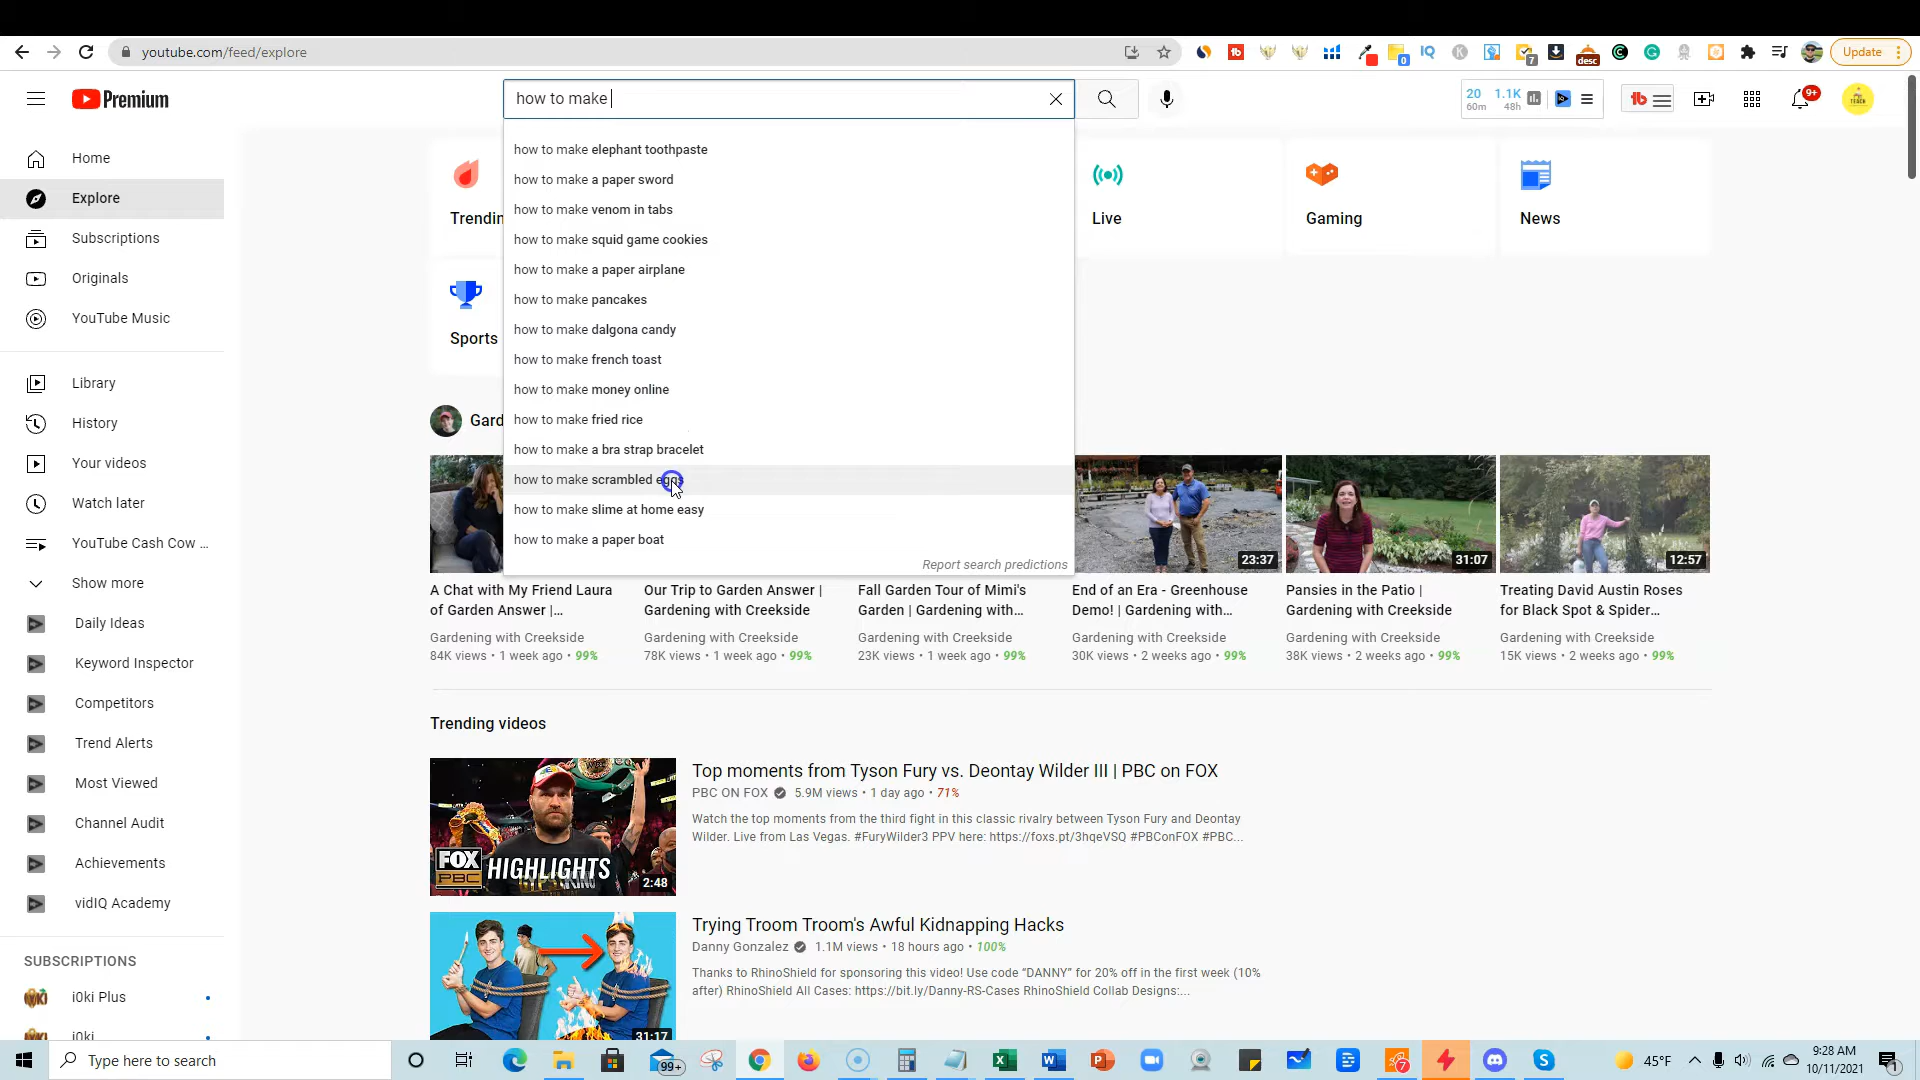 youtube.com/feed/explore
Update
Premium
how to make
20 1.1K
60m 48h
9+
Home
Explore
Subscriptions
Originals
YouTube Music
Library
History
Your videos
Watch later
YouTube Cash Cow ...
Show more
Daily Ideas
Keyword Inspector
Competitors
Trend Alerts
Most Viewed
Channel Audit
Achievements
vidIQ Academy
SUBSCRIPTIONS
i0ki Plus
i0ki
Trendin
Live
Gaming
News
Sports
how to make elephant toothpaste
how to make a paper sword
how to make venom in tabs
how to make squid game cookies
how to make a paper airplane
how to make pancakes
how to make dalgona candy
how to make french toast
how to make money online
how to make fried rice
how to make a bra strap bracelet
how to make scrambled eggs
how to make slime at home easy
how to make a paper boat
Report search predictions
Gard
23:37
31:07
12:57
A Chat with My Friend Laura
of Garden Answer |...
Gardening with Creekside
84K views • 1 week ago • 99%
Our Trip to Garden Answer |
Gardening with Creekside
Gardening with Creekside
78K views • 1 week ago • 99%
Fall Garden Tour of Mimi's
Garden | Gardening with...
Gardening with Creekside
23K views • 1 week ago • 99%
End of an Era - Greenhouse
Demo! | Gardening with...
Gardening with Creekside
30K views • 2 weeks ago • 99%
Pansies in the Patio |
Gardening with Creekside
Gardening with Creekside
38K views • 2 weeks ago • 99%
Treating David Austin Roses
for Black Spot & Spider...
Gardening with Creekside
15K views • 2 weeks ago • 99%
Trending videos
FOX
PBC
HIGHLIGHTS
2:48
Top moments from Tyson Fury vs. Deontay Wilder III | PBC on FOX
PBC ON FOX 5.9M views • 1 day ago • 71%
Watch the top moments from the third fight in this classic rivalry between Tyson Fury and Deontay
Wilder. Live from Las Vegas. #FuryWilder3 PPV here: https://foxs.pt/3hqeVSQ #PBConFOX #PBC...
31:17
Trying Troom Troom's Awful Kidnapping Hacks
Danny Gonzalez 1.1M views • 18 hours ago • 100%
Thanks to RhinoShield for sponsoring this video! Use code “DANNY” for 20% off in the first week (10%
after) RhinoShield All Cases: https://bit.ly/Danny-RS-Cases RhinoShield Collab Designs:...
Type here to search
99+
45°F
9:28 AM
10/11/2021